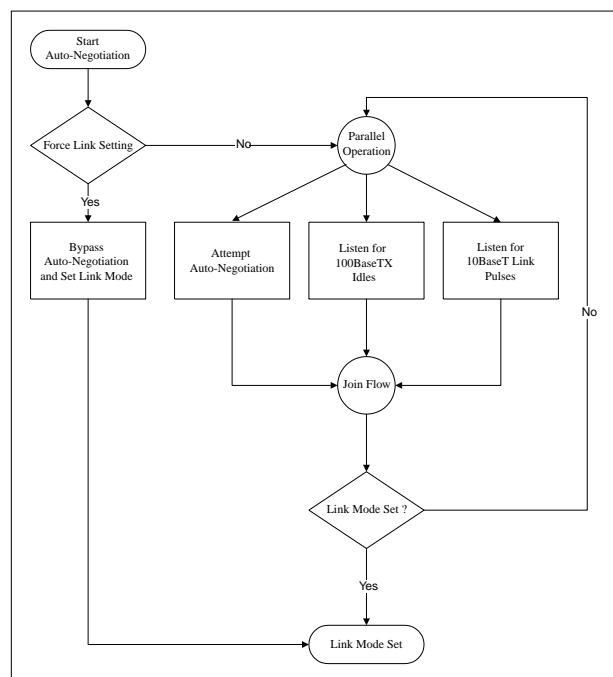 Start
Auto-Negotiation
Force Link Setting
No
Parallel
Operation
Yes
Bypass
Auto-Negotiation
and Set Link Mode
Attempt
Auto-Negotiation
Listen for
100BaseTX
Idles
Listen for
10BaseT Link
Pulses
No
Join Flow
Link Mode Set ?
Yes
Link Mode Set